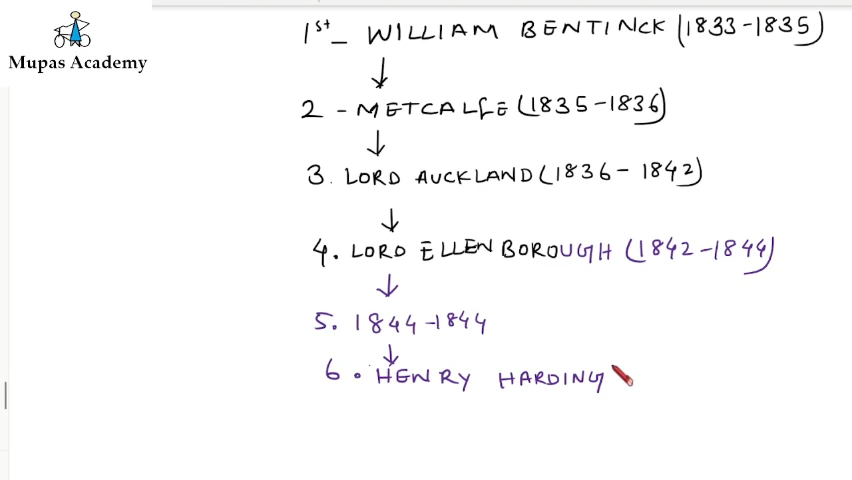 Mupas Academy
1st - WILLIAM BENTINCK (1833-1835)
2 - METCALFE (1835-1836)
3. LORD AUCKLAND (1836-1842)
4. LORD ELLENBOROUGH (1842-1844)
5. 1844-1844
6. HENRY HARDING